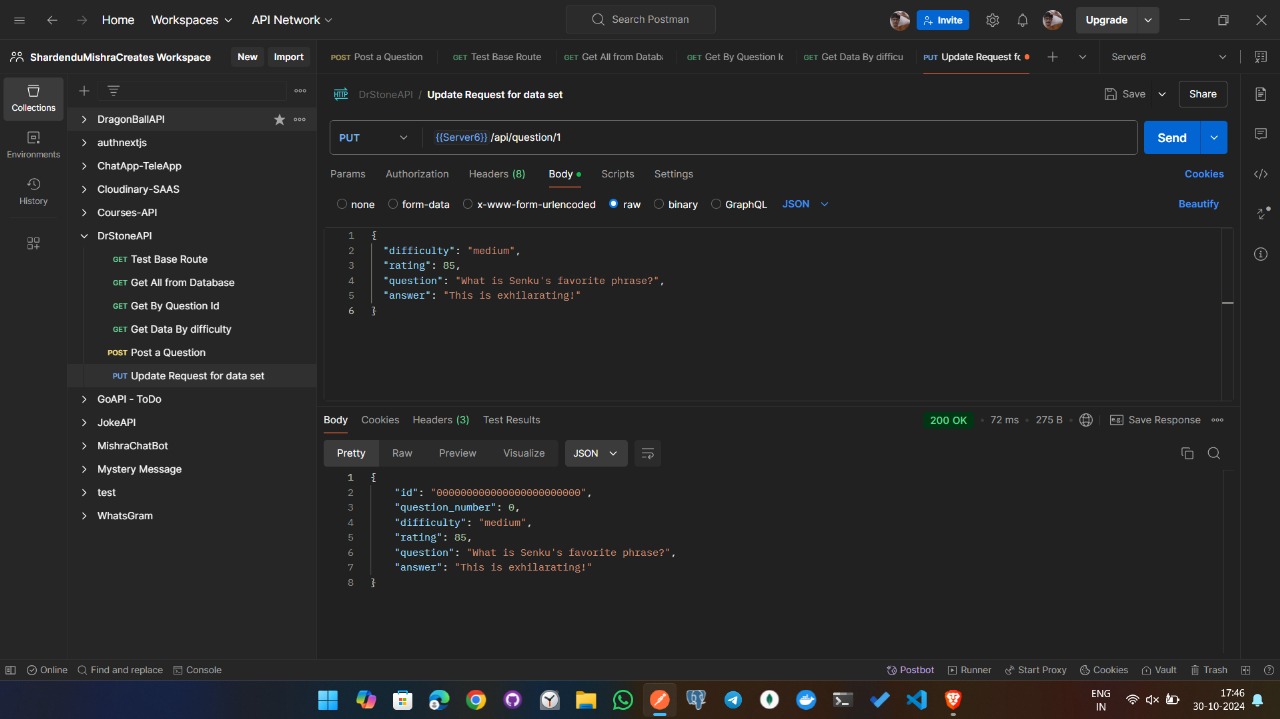 Home Workspaces API Network Search Postman Invite Upgrade
ShardenduMishraCreates Workspace New Import
POST Post a Question GET Test Base Route GET Get All from Datab GET Get By Question Ic GET Get Data By difficu PUT Update Request fo Server6
Collections
Environments
History
DragonBallAPI
authnextjs
ChatApp-TeleApp
Cloudinary-SAAS
Courses-API
DrStoneAPI
GET Test Base Route
GET Get All from Database
GET Get By Question Id
GET Get Data By difficulty
POST Post a Question
PUT Update Request for data set
GoAPI - ToDo
JokeAPI
MishraChatBot
Mystery Message
test
WhatsGram
HTTP DrStoneAPI / Update Request for data set Save Share
PUT {{Server6}} /api/question/1 Send
Params Authorization Headers (8) Body Scripts Settings Cookies
none form-data x-www-form-urlencoded raw binary GraphQL JSON Beautify
1 {
2 "difficulty": "medium",
3 "rating": 85,
4 "question": "What is Senku's favorite phrase?",
5 "answer": "This is exhilarating!"
6 }
Body Cookies Headers (3) Test Results 200 OK 72 ms 275 B Save Response
Pretty Raw Preview Visualize JSON
1 {
2 "id": "000000000000000000000000",
3 "question_number": 0,
4 "difficulty": "medium",
5 "rating": 85,
6 "question": "What is Senku's favorite phrase?",
7 "answer": "This is exhilarating!"
8 }
Online Find and replace Console Postbot Runner Start Proxy Cookies Vault Trash
ENG
IN
17:46
30-10-2024